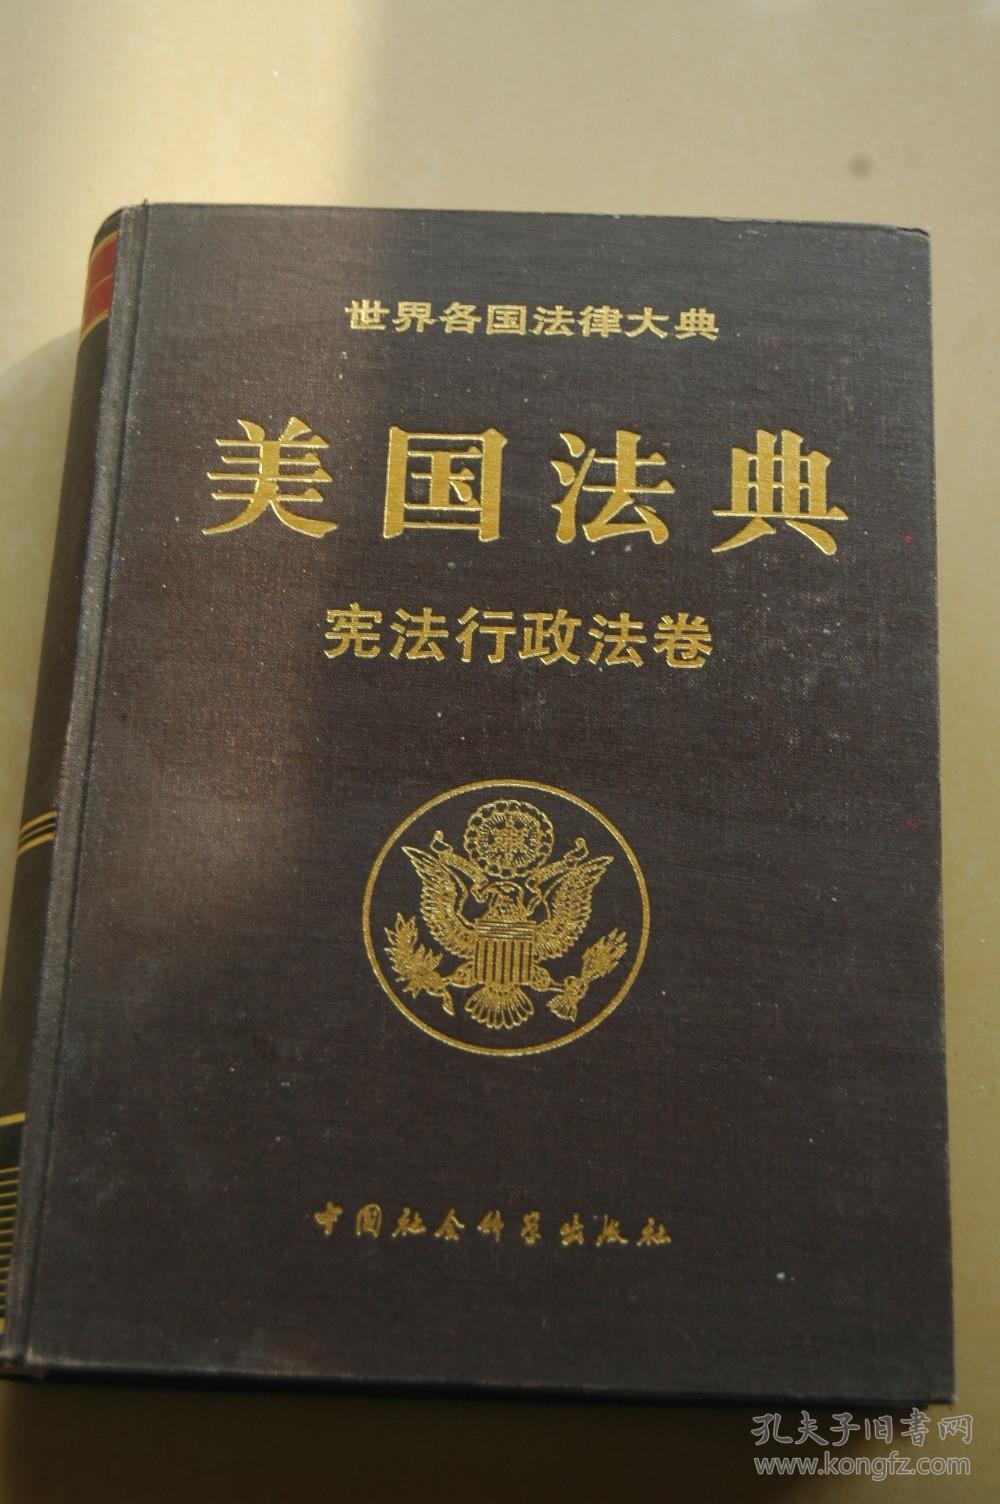 世界各国法律大典
美国法典
宪法行政法卷
中国社会科学出版社
孔夫子旧书网
www.kongfz.com